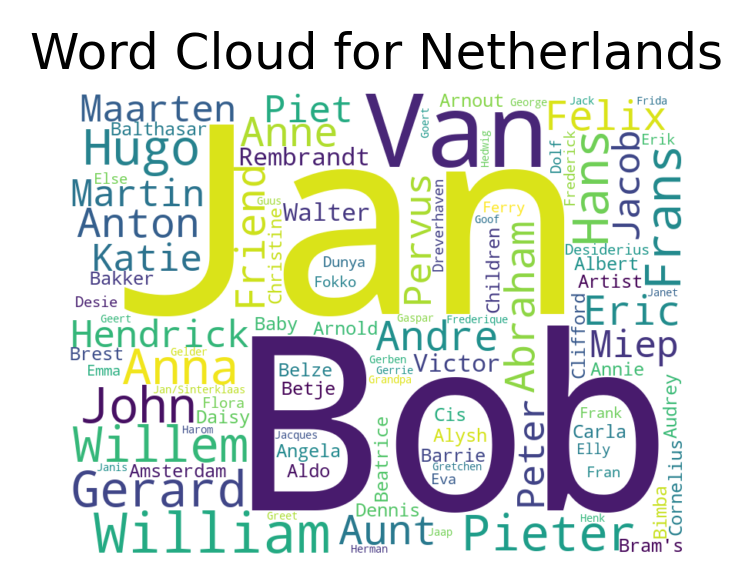 Word Cloud for Netherlands
Maarten
Piet
Van
Arnout
George
Jack
Frida
Balthasar
Hugo
Anne
Goert
Felix
Erik
Rembrandt
Jan
Hedwig
Dolf
Frederick
Hans
Jacob
Frans
Else
Martin
Friend
Guus
Walter
Pervus
Dreverhaven
Ferry
Goof
Anton
Christine
Katie
Dunya
Fokko
Children
Abraham
Desiderius
Albert
Bakker
Artist
Desie
Janet
Geert
Hendrick
Baby
Arnold
Gaspar
Frederique
Andre
Eric
Brest
Anna
Gelder
Bob
Gerben
Gerrie
Victor
Clifford
Miep
Emma
Belze
Grandpa
Annie
Jan/Sinterklaas
Betje
John
Flora
Daisy
Cis
Peter
Frank
Audrey
Harom
Willem
Jacques
Angela
Beatrice
Alysh
Carla
Janis
Amsterdam
Aldo
Barrie
Elly
Gretchen
Gerard
Eva
Fran
Bimba
Cornelius
William
Greet
Dennis
Aunt
Jaap
Pieter
Henk
Herman
Bram's